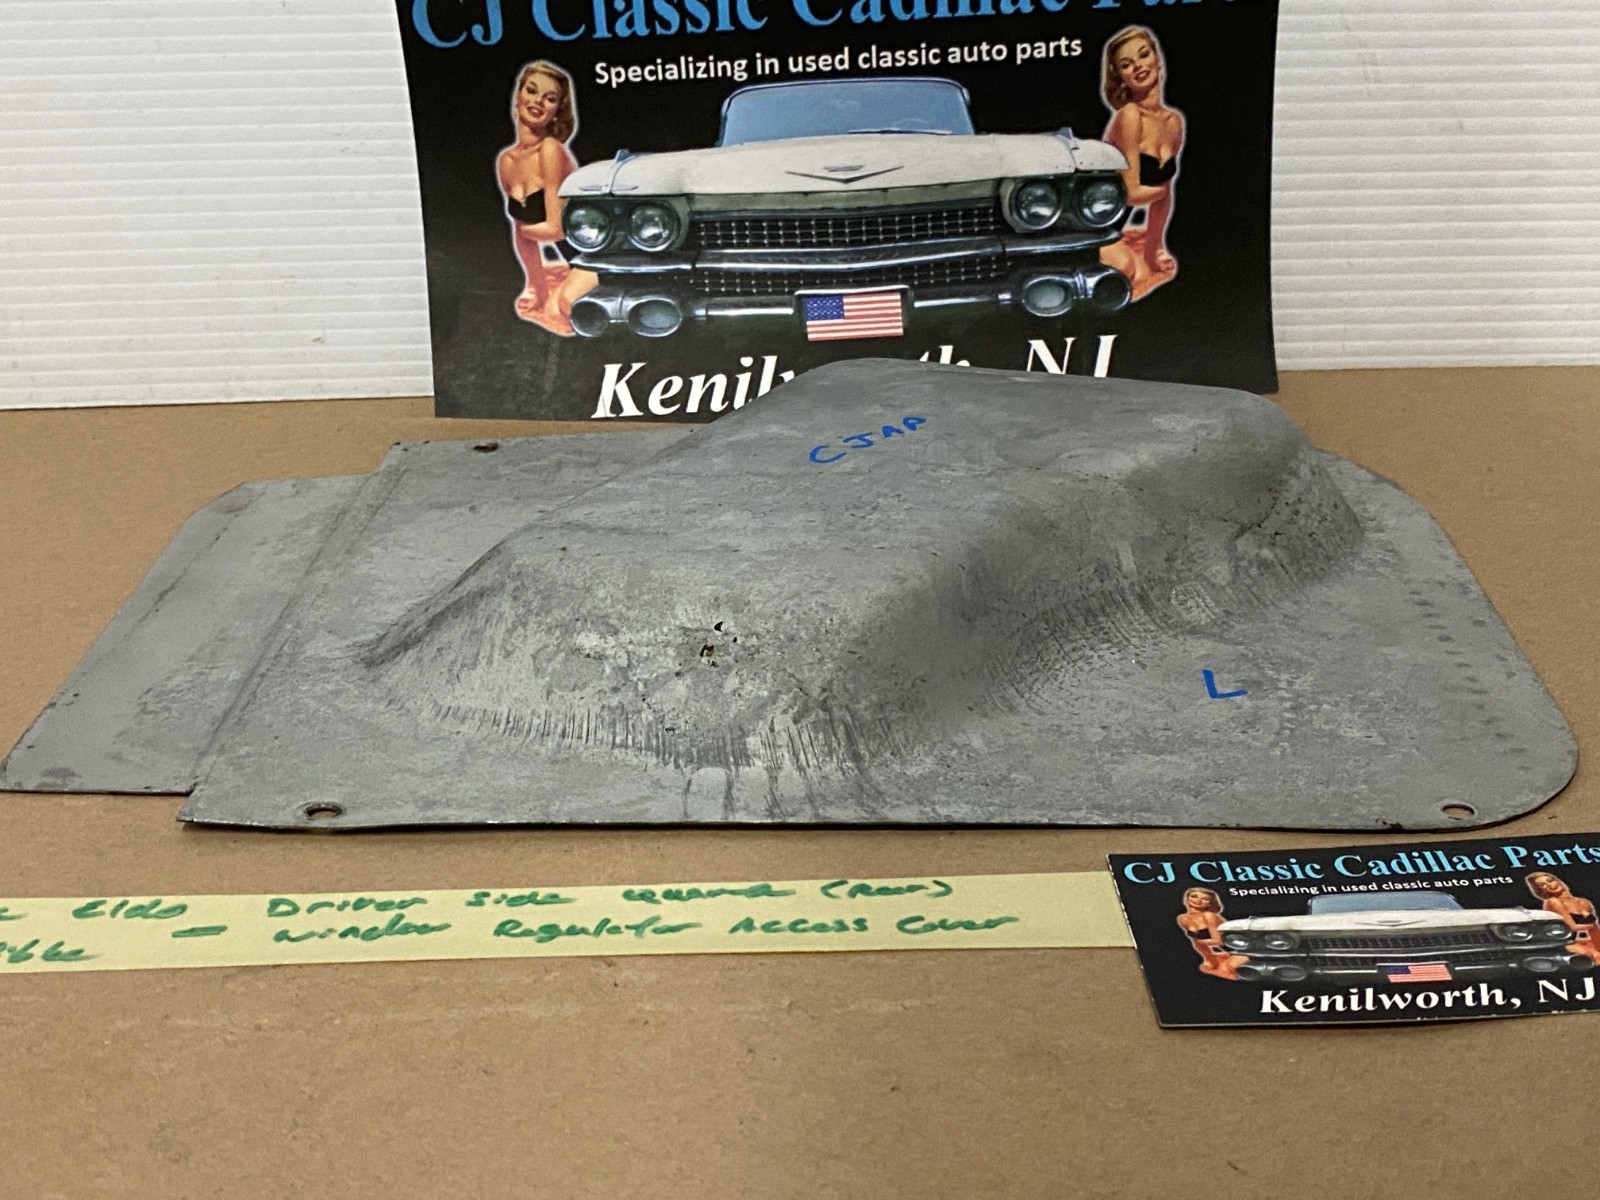 CJ Classic Cadillac Parts
Specializing in used classic auto parts
Kenilworth, NJ
CJAP
L
Eldo Driver Side (Rear)
- Window Regulator Access Cover
CJ Classic Cadillac Parts
Specializing in used classic auto parts
Kenilworth, NJ